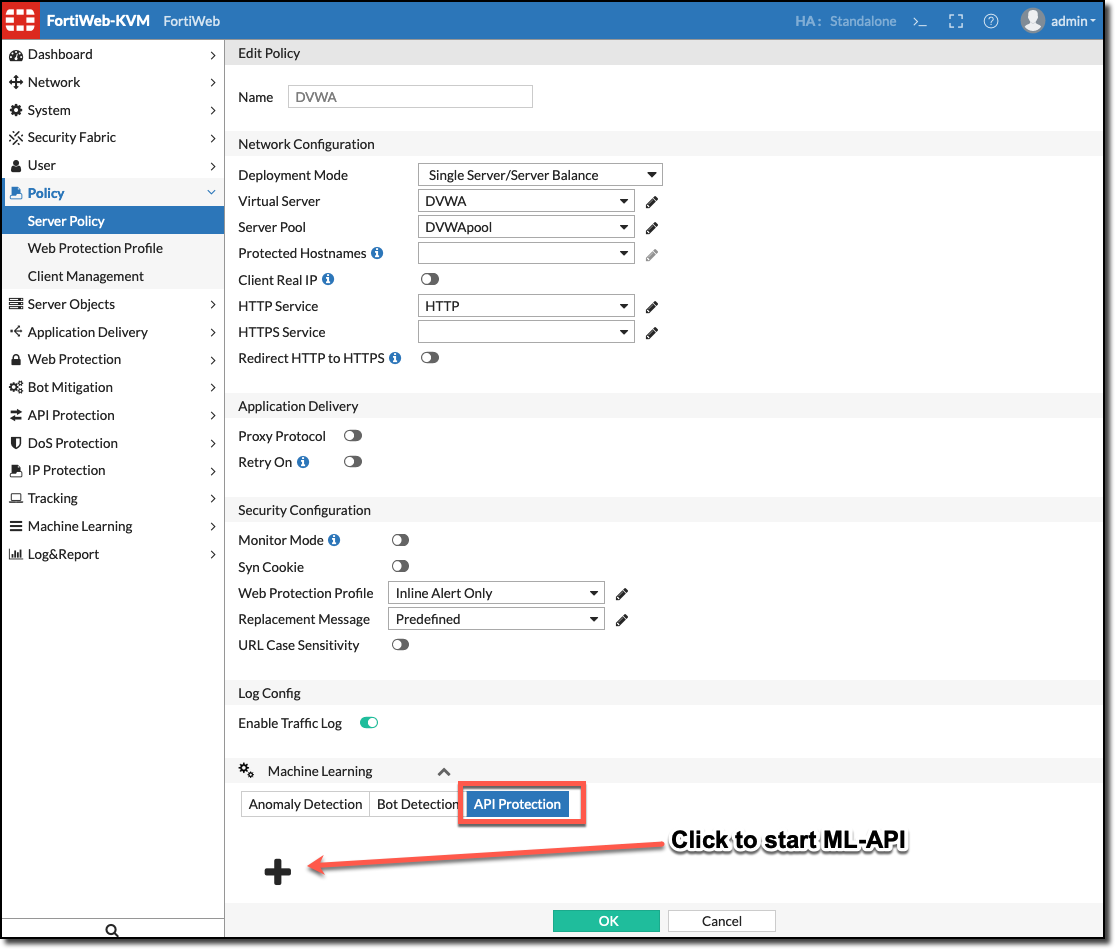 FortiWeb-KVM FortiWeb HA: Standalone >_ admin
Dashboard
Network
System
Security Fabric
User
Policy
Server Policy
Web Protection Profile
Client Management
Server Objects
Application Delivery
Web Protection
Bot Mitigation
API Protection
DoS Protection
IP Protection
Tracking
Machine Learning
Log&Report
Edit Policy
Name DVWA
Network Configuration
Deployment Mode Single Server/Server Balance
Virtual Server DVWA
Server Pool DVWApool
Protected Hostnames
Client Real IP
HTTP Service HTTP
HTTPS Service
Redirect HTTP to HTTPS
Application Delivery
Proxy Protocol
Retry On
Security Configuration
Monitor Mode
Syn Cookie
Web Protection Profile Inline Alert Only
Replacement Message Predefined
URL Case Sensitivity
Log Config
Enable Traffic Log
Machine Learning
Anomaly Detection Bot Detection API Protection
Click to start ML-API
OK Cancel